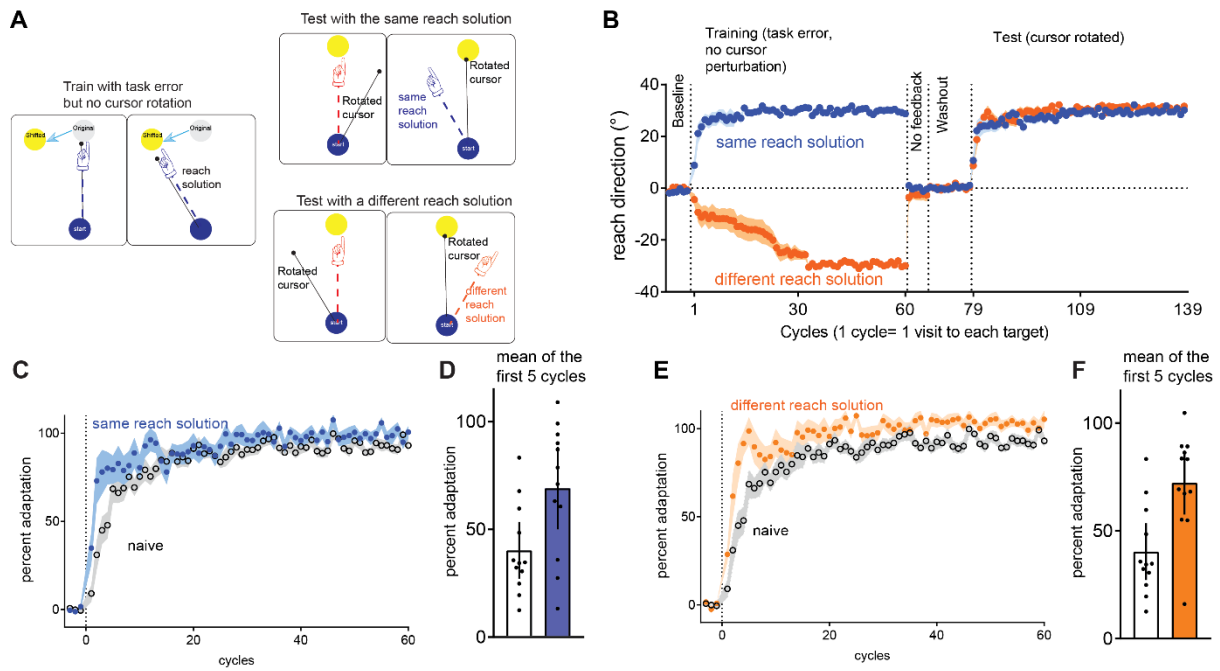 A
Train with task error
but no cursor rotation
Shifted
Original
start
Shifted
Original
reach
solution
Test with the same reach solution
Rotated
cursor
start
same
reach
solution
Rotated
cursor
start
Test with a different reach solution
Rotated
cursor
start
Rotated
cursor
different
reach
solution
start
B
Training (task error,
no cursor
perturbation)
Test (cursor rotated)
Baseline
No feedback
Washout
same reach solution
different reach solution
reach direction (°)
40
20
0
-20
-40
1
30
60
79
109
139
Cycles (1 cycle= 1 visit to each target)
C
same reach solution
naive
percent adaptation
100
50
0
0
20
40
60
cycles
D
mean of the
first 5 cycles
percent adaptation
100
50
0
E
different reach solution
naive
percent adaptation
100
50
0
0
20
40
60
cycles
F
mean of the
first 5 cycles
percent adaptation
100
50
0